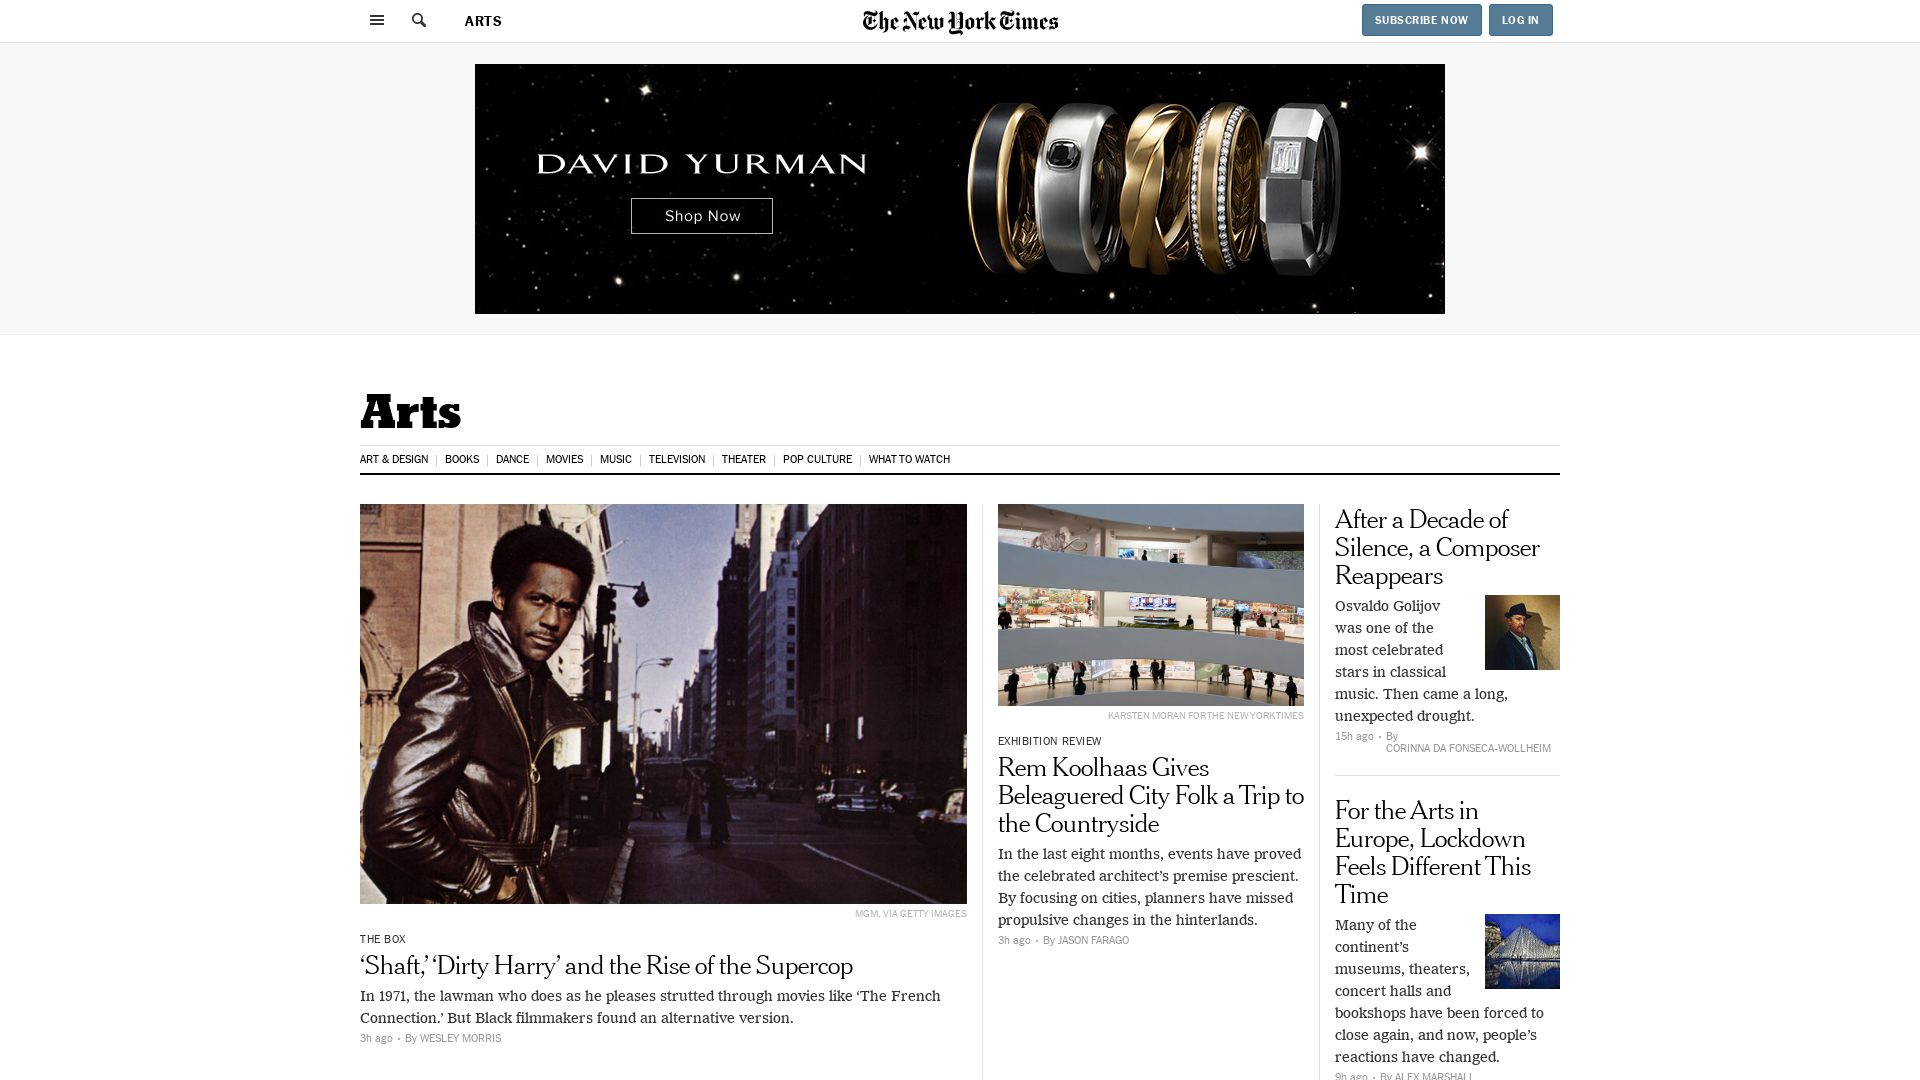 ARTS
The New York Times
SUBSCRIBE NOW
LOG IN
DAVID YURMAN
Shop Now
Arts
ART & DESIGN
BOOKS
DANCE
MOVIES
MUSIC
TELEVISION
THEATER
POP CULTURE
WHAT TO WATCH
MGM, VIA GETTY IMAGES
THE BOX
‘Shaft,’ ‘Dirty Harry’ and the Rise of the Supercop
In 1971, the lawman who does as he pleases strutted through movies like ‘The French
Connection.’ But Black filmmakers found an alternative version.
3h ago • By WESLEY MORRIS
KARSTEN MORAN FOR THE NEW YORK TIMES
EXHIBITION REVIEW
Rem Koolhaas Gives
Beleaguered City Folk a Trip to
the Countryside
In the last eight months, events have proved
the celebrated architect’s premise prescient.
By focusing on cities, planners have missed
propulsive changes in the hinterlands.
3h ago • By JASON FARAGO
After a Decade of
Silence, a Composer
Reappears
Osvaldo Golijov
was one of the
most celebrated
stars in classical
music. Then came a long,
unexpected drought.
15h ago • By
CORINNA DA FONSECA-WOLLHEIM
For the Arts in
Europe, Lockdown
Feels Different This
Time
Many of the
continent’s
museums, theaters,
concert halls and
bookshops have been forced to
close again, and now, people’s
reactions have changed.
9h ago • By ALEX MARSHALL